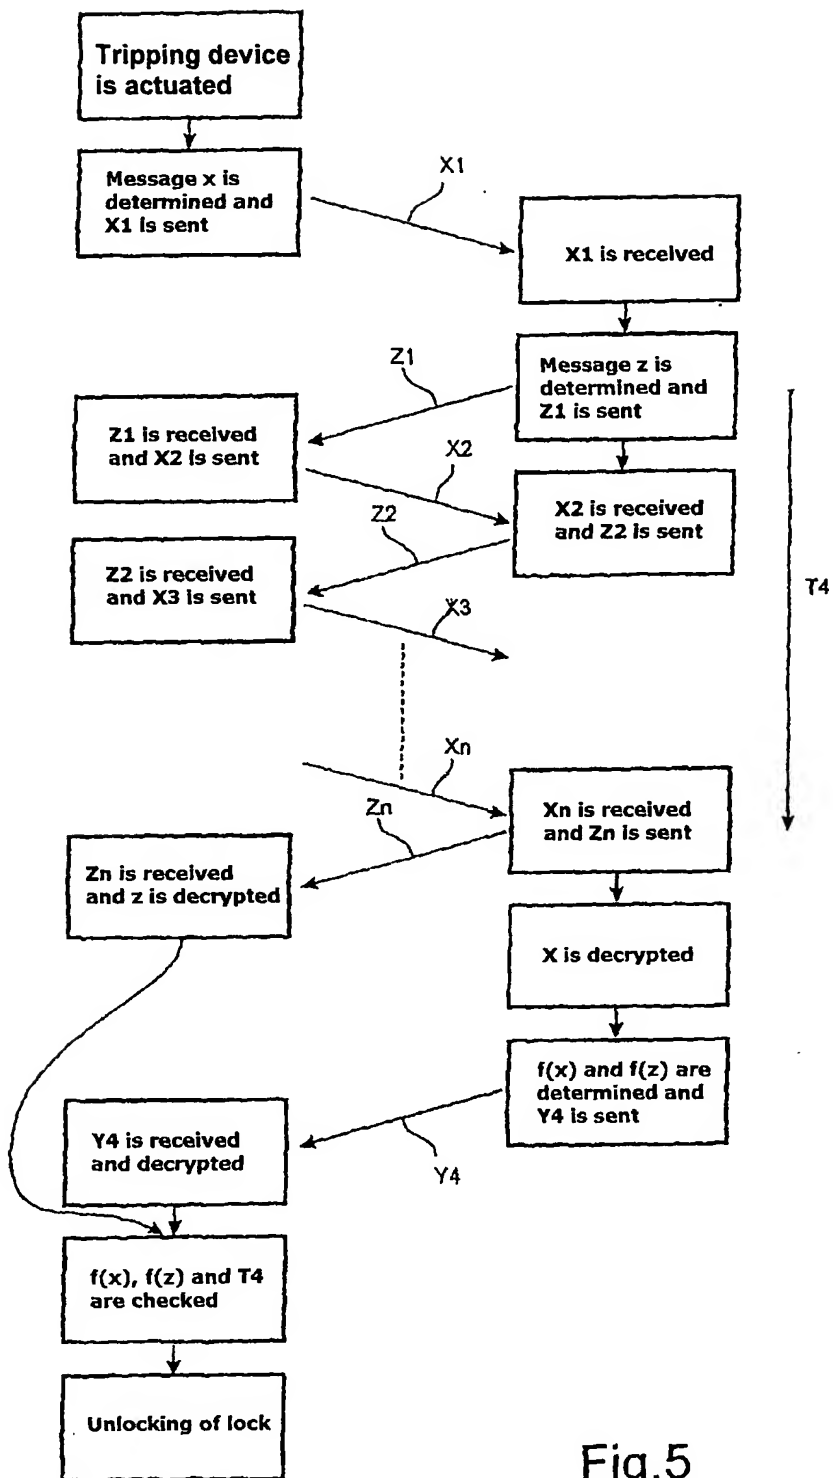 Tripping device
is actuated
Message x is
determined and
X1 is sent
X1
X1 is received
Message z is
determined and
Z1 is sent
Z1
Z1 is received
and X2 is sent
X2
X2 is received
and Z2 is sent
Z2
Z2 is received
and X3 is sent
X3
T4
Xn
Xn is received
and Zn is sent
Zn
Zn is received
and z is decrypted
X is decrypted
f(x) and f(z) are
determined and
Y4 is sent
Y4 is received
and decrypted
Y4
f(x), f(z) and T4
are checked
Unlocking of lock
Fig.5